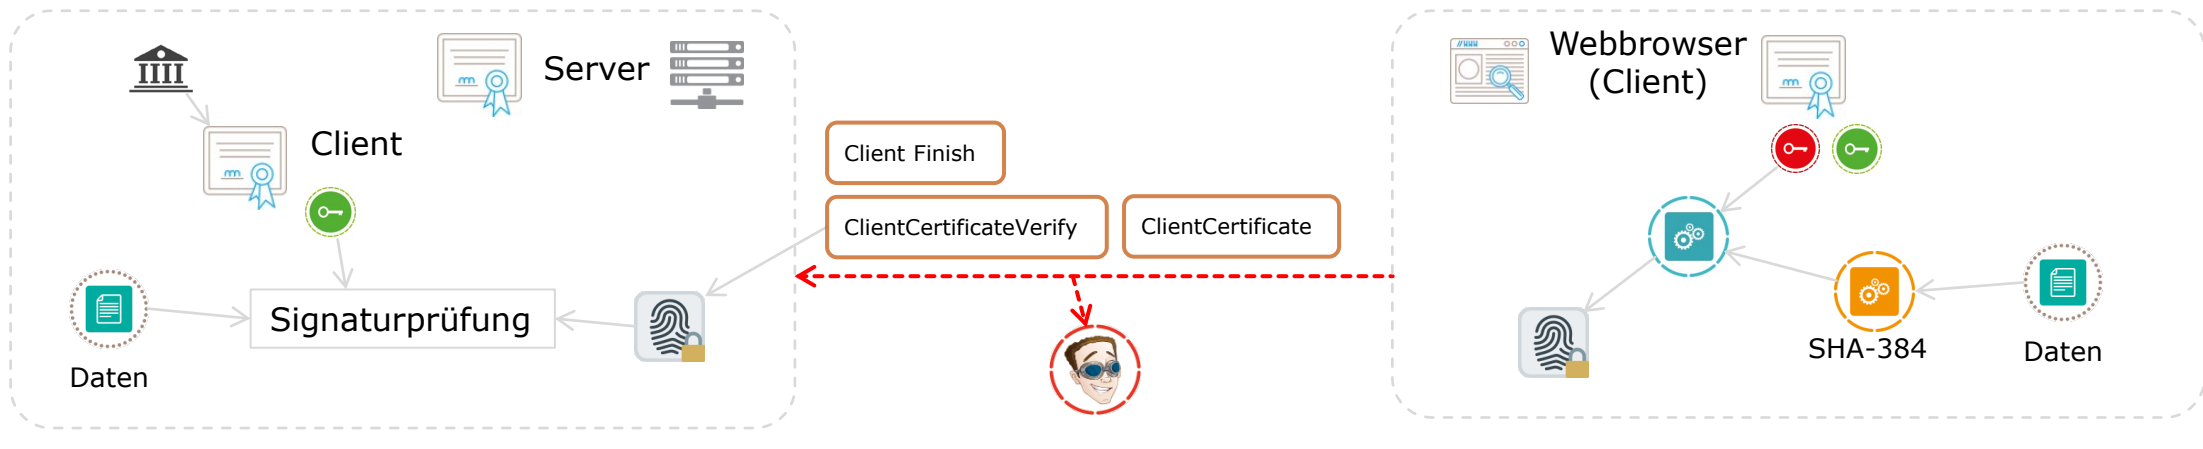 Server
Webbrowser
(Client)
Client
Client Finish
ClientCertificateVerify
ClientCertificate
Signaturprüfung
Daten
SHA-384
Daten